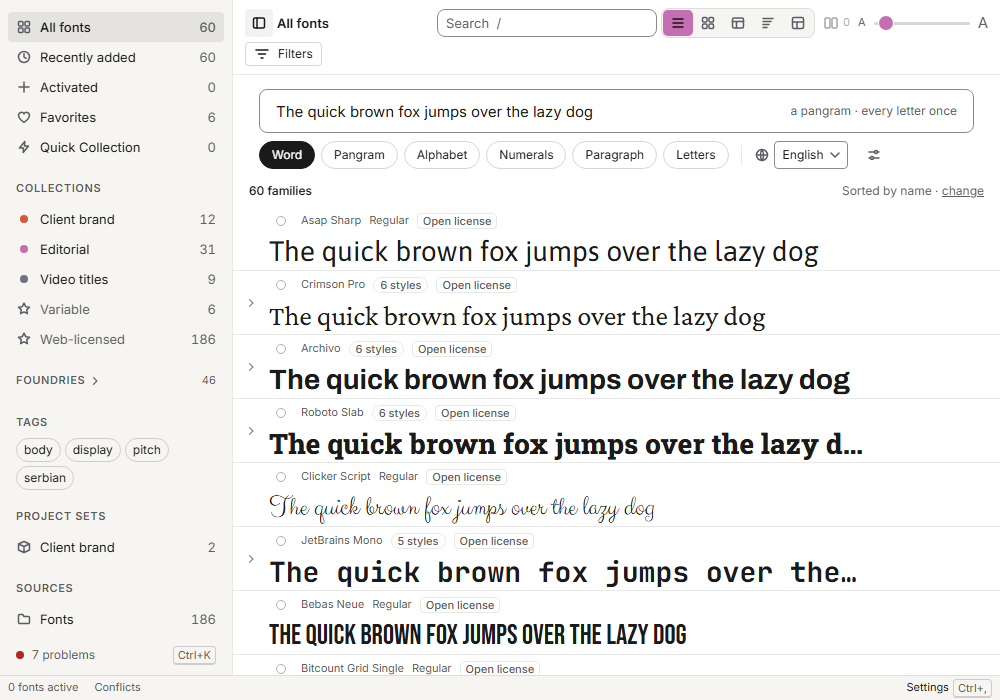 All fonts 60
Recently added 60
Activated 0
Favorites 6
Quick Collection 0
COLLECTIONS
Client brand 12
Editorial 31
Video titles 9
Variable 6
Web-licensed 186
FOUNDRIES 46
TAGS
body display pitch
serbian
PROJECT SETS
Client brand 2
SOURCES
Fonts 186
7 problems Ctrl+K
All fonts
Search /
0 A A
Filters
The quick brown fox jumps over the lazy dog
a pangram · every letter once
Word Pangram Alphabet Numerals Paragraph Letters English
60 families
Sorted by name · change
Asap Sharp Regular Open license
The quick brown fox jumps over the lazy dog
Crimson Pro 6 styles Open license
The quick brown fox jumps over the lazy dog
Archivo 6 styles Open license
The quick brown fox jumps over the lazy dog
Roboto Slab 6 styles Open license
The quick brown fox jumps over the lazy d...
Clicker Script Regular Open license
The quick brown fox jumps over the lazy dog
JetBrains Mono 5 styles Open license
The quick brown fox jumps over the...
Bebas Neue Regular Open license
THE QUICK BROWN FOX JUMPS OVER THE LAZY DOG
Bitcount Grid Single Regular Open license
0 fonts active Conflicts
Settings Ctrl+,